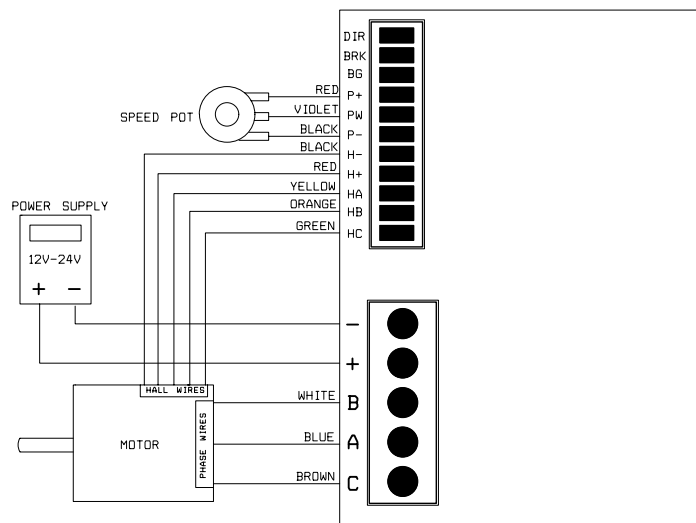 DIR
BRK
BG
RED P+
SPEED POT VIOLET PW
BLACK P-
BLACK H-
RED H+
YELLOW HA
ORANGE HB
GREEN HC
POWER SUPPLY
12V-24V
+ -
-
+
HALL WIRES
WHITE B
MOTOR
PHASE WIRES
BLUE A
BROWN C